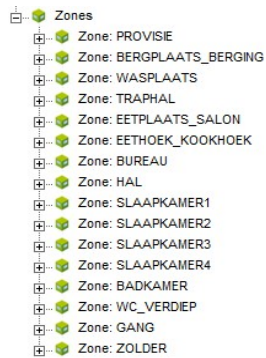 Zones
Zone: PROVISIE
Zone: BERGPLAATS_BERGING
Zone: WASPLAATS
Zone: TRAPHAL
Zone: EETPLAATS_SALON
Zone: EETHOEK_KOOKHOEK
Zone: BUREAU
Zone: HAL
Zone: SLAAPKAMER1
Zone: SLAAPKAMER2
Zone: SLAAPKAMER3
Zone: SLAAPKAMER4
Zone: BADKAMER
Zone: WC_VERDIEP
Zone: GANG
Zone: ZOLDER